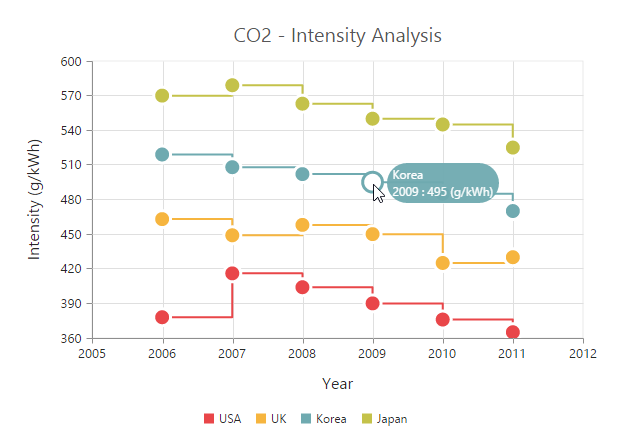 CO2 - Intensity Analysis
600
570
540
510
480
450
420
390
360
Intensity (g/kWh)
Korea
2009 : 495 (g/kWh)
2005 2006 2007 2008 2009 2010 2011 2012
Year
USA UK Korea Japan